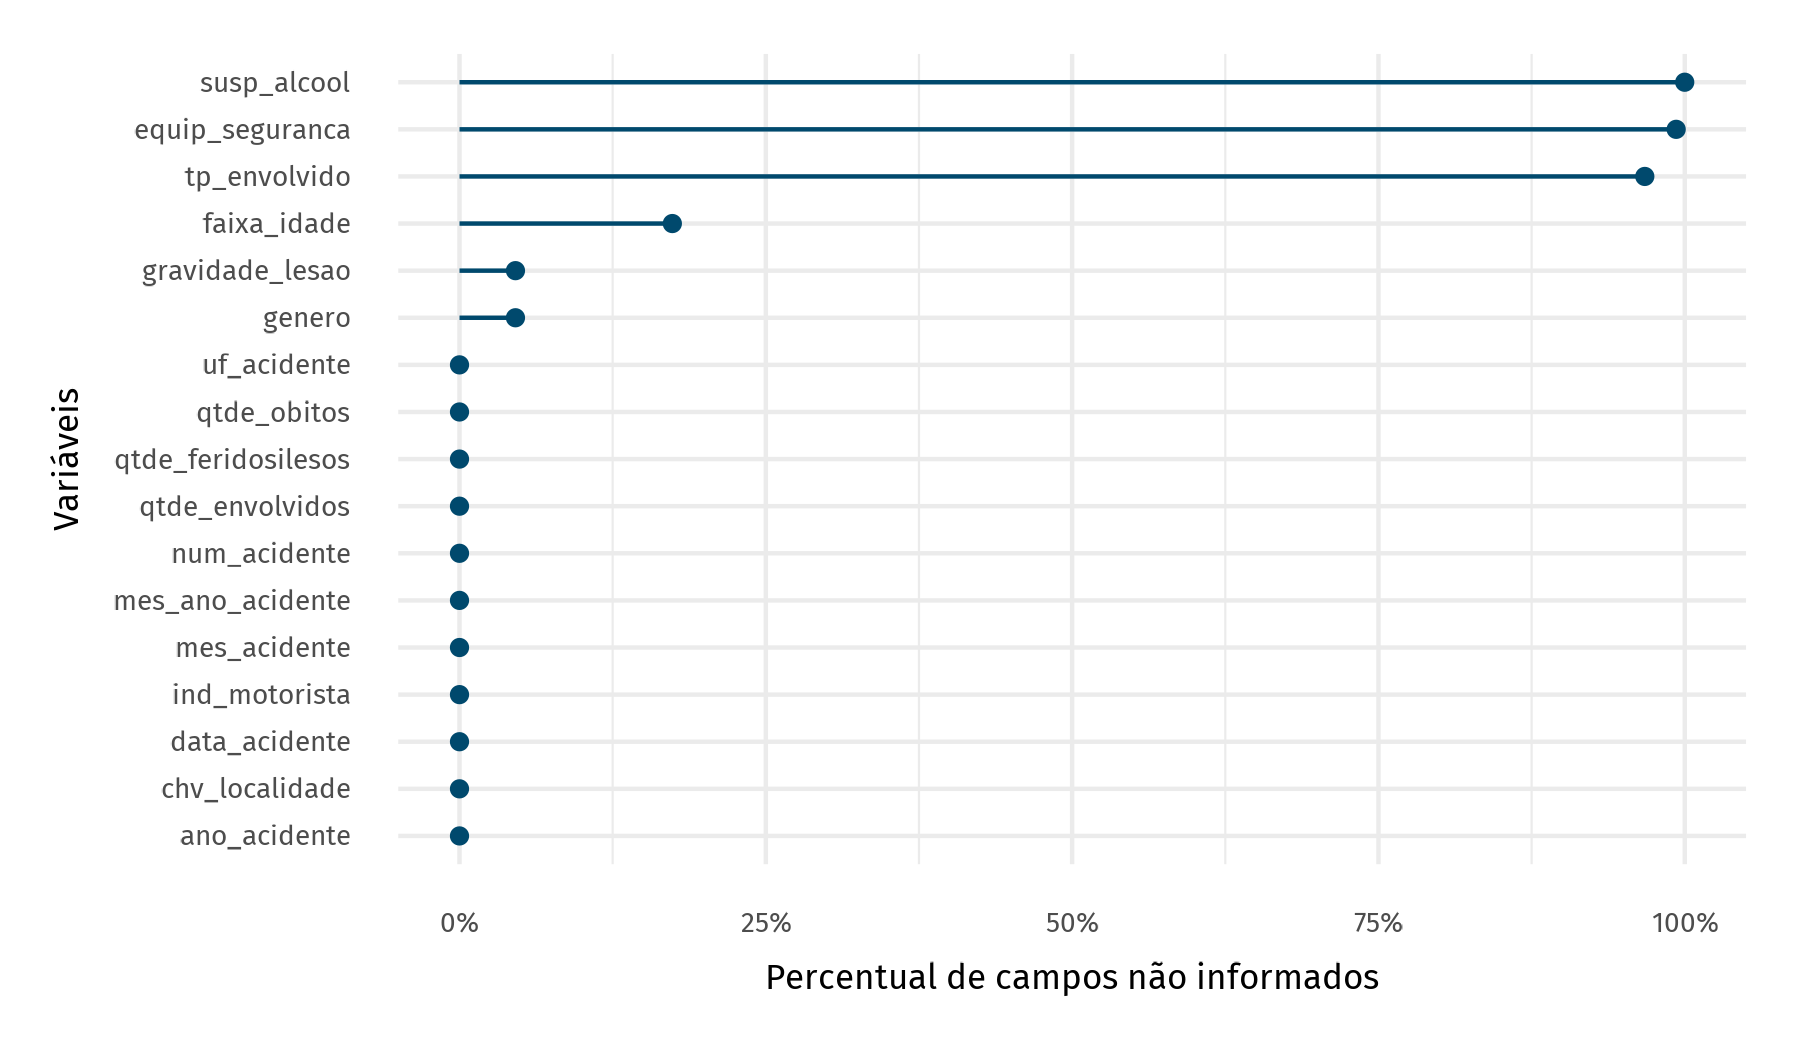 susp_alcool
equip_seguranca
tp_envolvido
faixa_idade
gravidade_lesao
genero
uf_acidente
qtde_obitos
qtde_feridosilesos
qtde_envolvidos
num_acidente
mes_ano_acidente
mes_acidente
ind_motorista
data_acidente
chv_localidade
ano_acidente
Variáveis
0% 25% 50% 75% 100%
Percentual de campos não informados